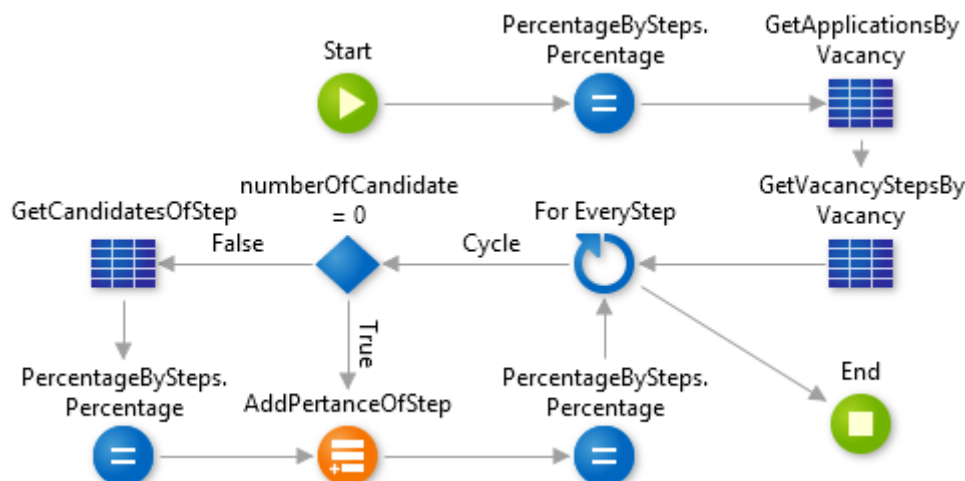 Start
PercentageBySteps.
Percentage
GetApplicationsBy
Vacancy
GetCandidatesOfStep
numberOfCandidate
= 0
For EveryStep
GetVacancyStepsBy
Vacancy
False
Cycle
True
PercentageBySteps.
Percentage
AddPertanceOfStep
PercentageBySteps.
Percentage
End